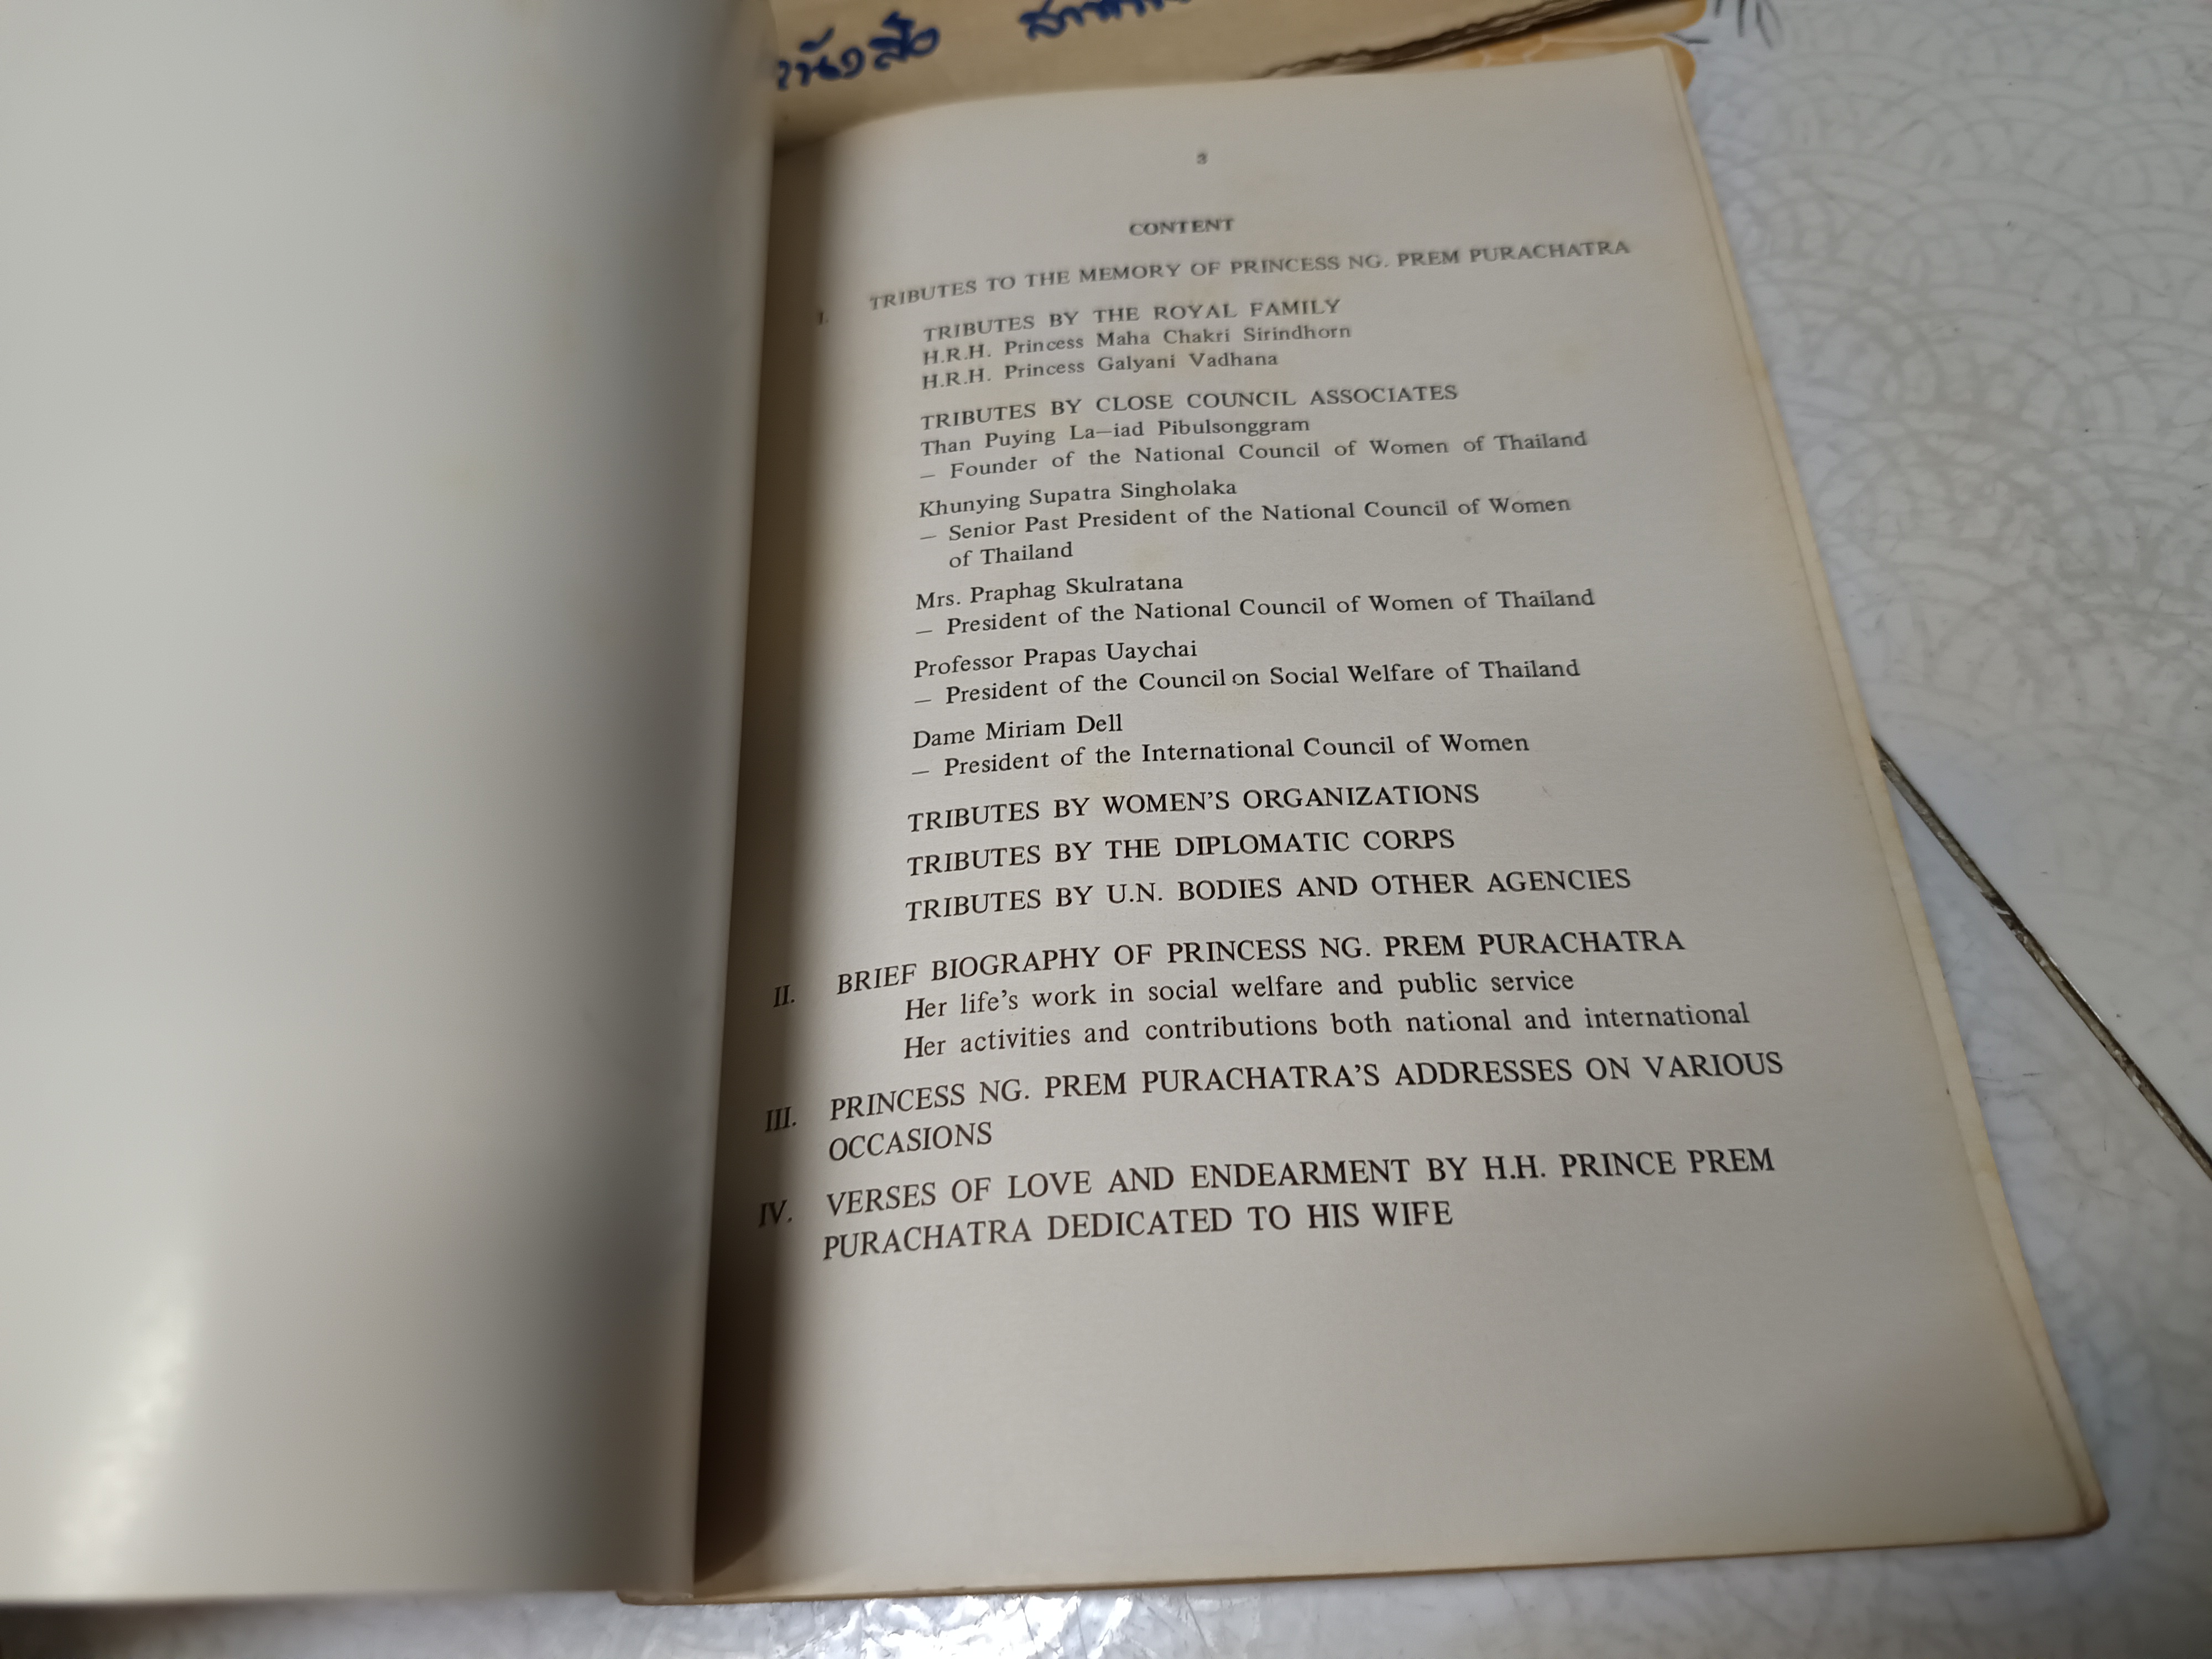 หนังสือ
3
CONTENT
I. TRIBUTES TO THE MEMORY OF PRINCESS NG. PREM PURACHATRA
TRIBUTES BY THE ROYAL FAMILY
H.R.H. Princess Maha Chakri Sirindhorn
H.R.H. Princess Galyani Vadhana
TRIBUTES BY CLOSE COUNCIL ASSOCIATES
Than Puying La—iad Pibulsonggram
— Founder of the National Council of Women of Thailand
Khunying Supatra Singholaka
— Senior Past President of the National Council of Women
of Thailand
Mrs. Praphag Skulratana
— President of the National Council of Women of Thailand
Professor Prapas Uaychai
— President of the Council on Social Welfare of Thailand
Dame Miriam Dell
— President of the International Council of Women
TRIBUTES BY WOMEN'S ORGANIZATIONS
TRIBUTES BY THE DIPLOMATIC CORPS
TRIBUTES BY U.N. BODIES AND OTHER AGENCIES
II. BRIEF BIOGRAPHY OF PRINCESS NG. PREM PURACHATRA
Her life's work in social welfare and public service
Her activities and contributions both national and international
III. PRINCESS NG. PREM PURACHATRA'S ADDRESSES ON VARIOUS
OCCASIONS
IV. VERSES OF LOVE AND ENDEARMENT BY H.H. PRINCE PREM
PURACHATRA DEDICATED TO HIS WIFE